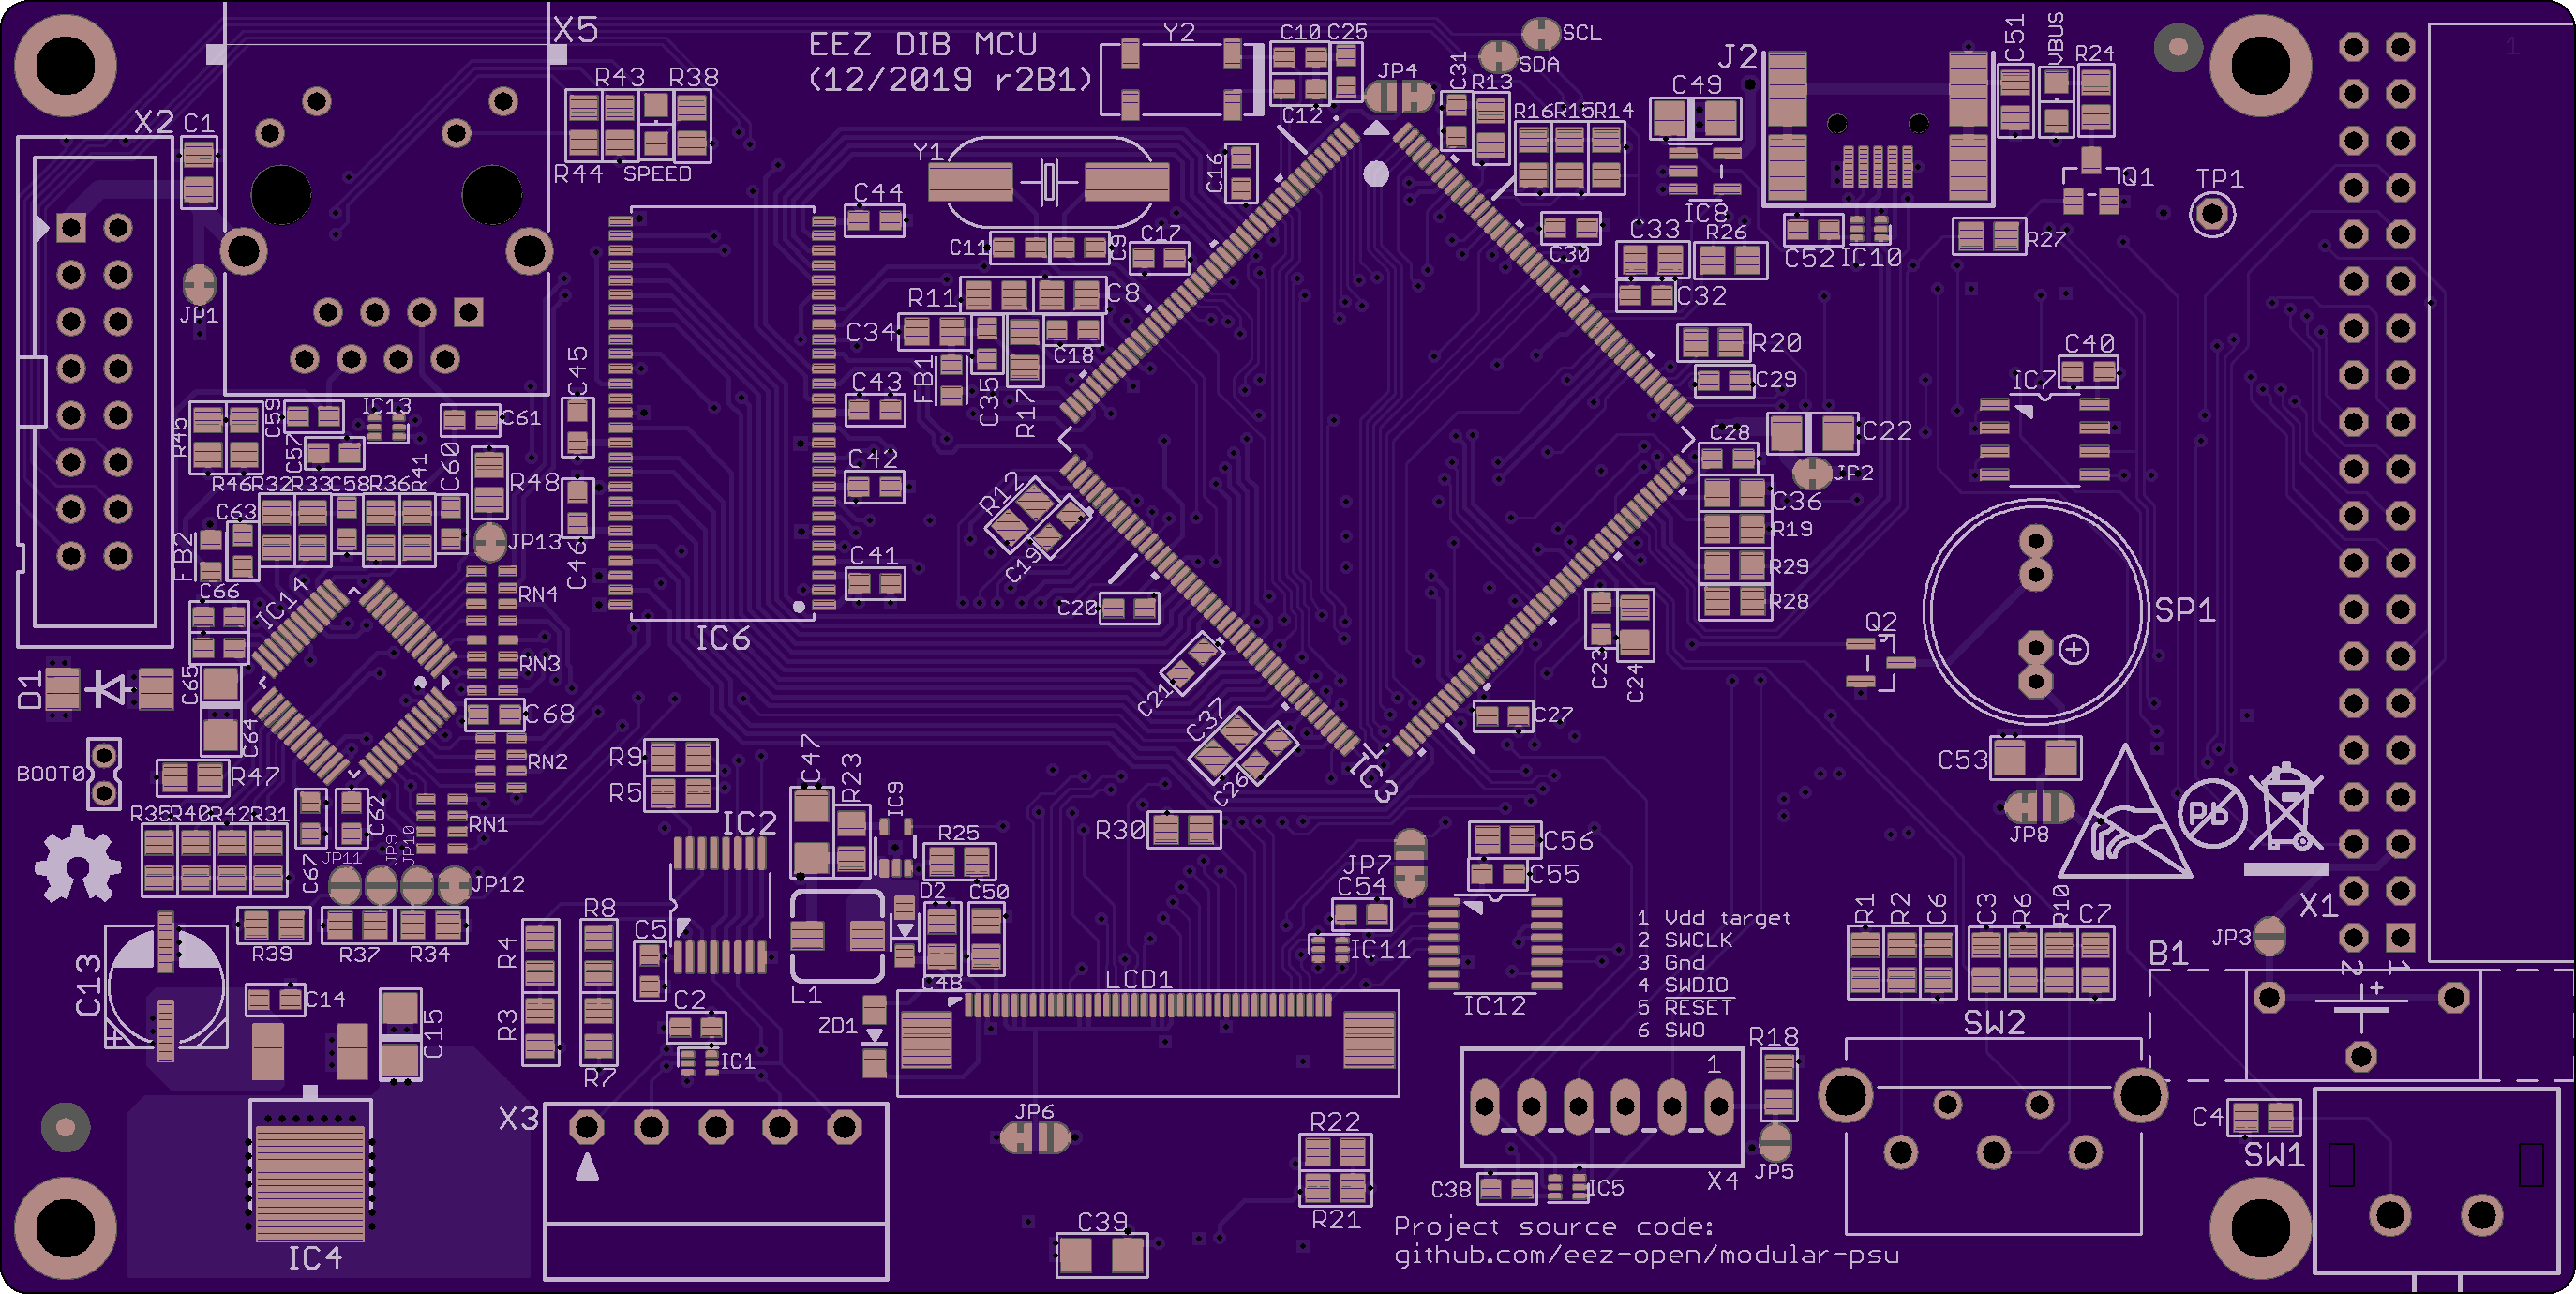 X5
EEZ DIB MCU
(12/2019 r2B1)
Y2
C10
C25
SCL
SDA
JP4
C12
C31
R13
R16
R15
R14
C49
J2
C51
VBUS
R24
X2
C1
R43
R38
R44
SPEED
Y1
C16
C44
IC8
Q1
TP1
C11
C9
C17
C30
C33
R26
C52
IC10
R27
JP1
R11
C8
C32
C34
C18
FB1
C35
R17
R20
C29
C45
C43
IC7
C40
R45
C59
IC13
C61
C57
C60
R46
R32
R33
C58
R36
R41
R48
C42
C28
C22
JP2
C36
R19
R29
R28
R12
C19
C63
FB2
JP13
C46
C41
C66
IC14
RN4
IC6
C20
C21
C23
C24
Q2
SP1
D1
C65
RN3
C68
C64
C37
C26
C27
IC3
BOOT0
R47
RN2
R9
R5
C47
R23
IC9
C53
JP8
Pb
R35
R40
R42
R31
C67
C62
JP11
JP9
JP10
RN1
JP12
IC2
R25
R30
JP7
C56
C55
C54
D2
C50
C48
R39
R37
R34
R4
R8
C5
L1
IC11
IC12
LCD1
1 Vdd target
2 SWCLK
3 Gnd
4 SWDIO
5 RESET
6 SWO
R1
R2
C6
C3
R6
R10
C7
X1
JP3
B1
2
1
C13
+
C14
C15
R3
R7
C2
IC1
ZD1
SW2
+
R18
1
IC4
X3
JP6
R22
R21
C38
IC5
X4
JP5
C4
SW1
C39
Project source code:
github.com/eez-open/modular-psu